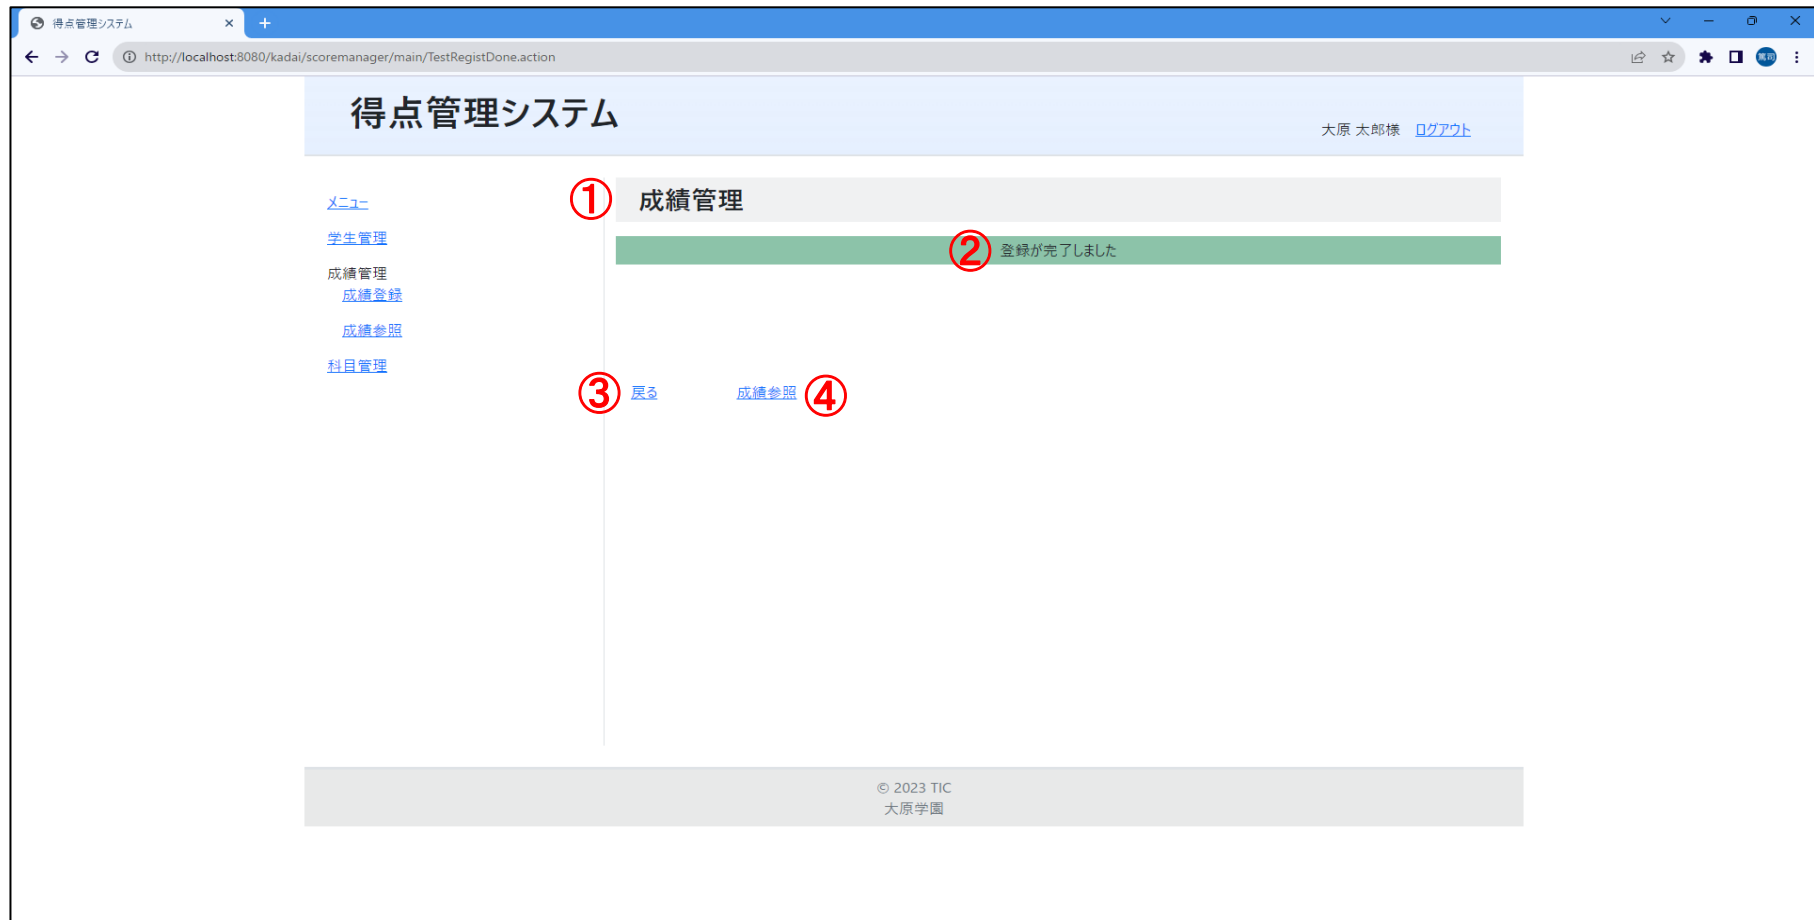 得点管理システム
http://localhost:8080/kadai/scoremanager/main/TestRegistDone.action
篤司
得点管理システム
大原 太郎様 ログアウト
メニュー
学生管理
成績管理
成績登録
成績参照
科目管理
① 成績管理
② 登録が完了しました
③ 戻る 成績参照 ④
© 2023 TIC
大原学園